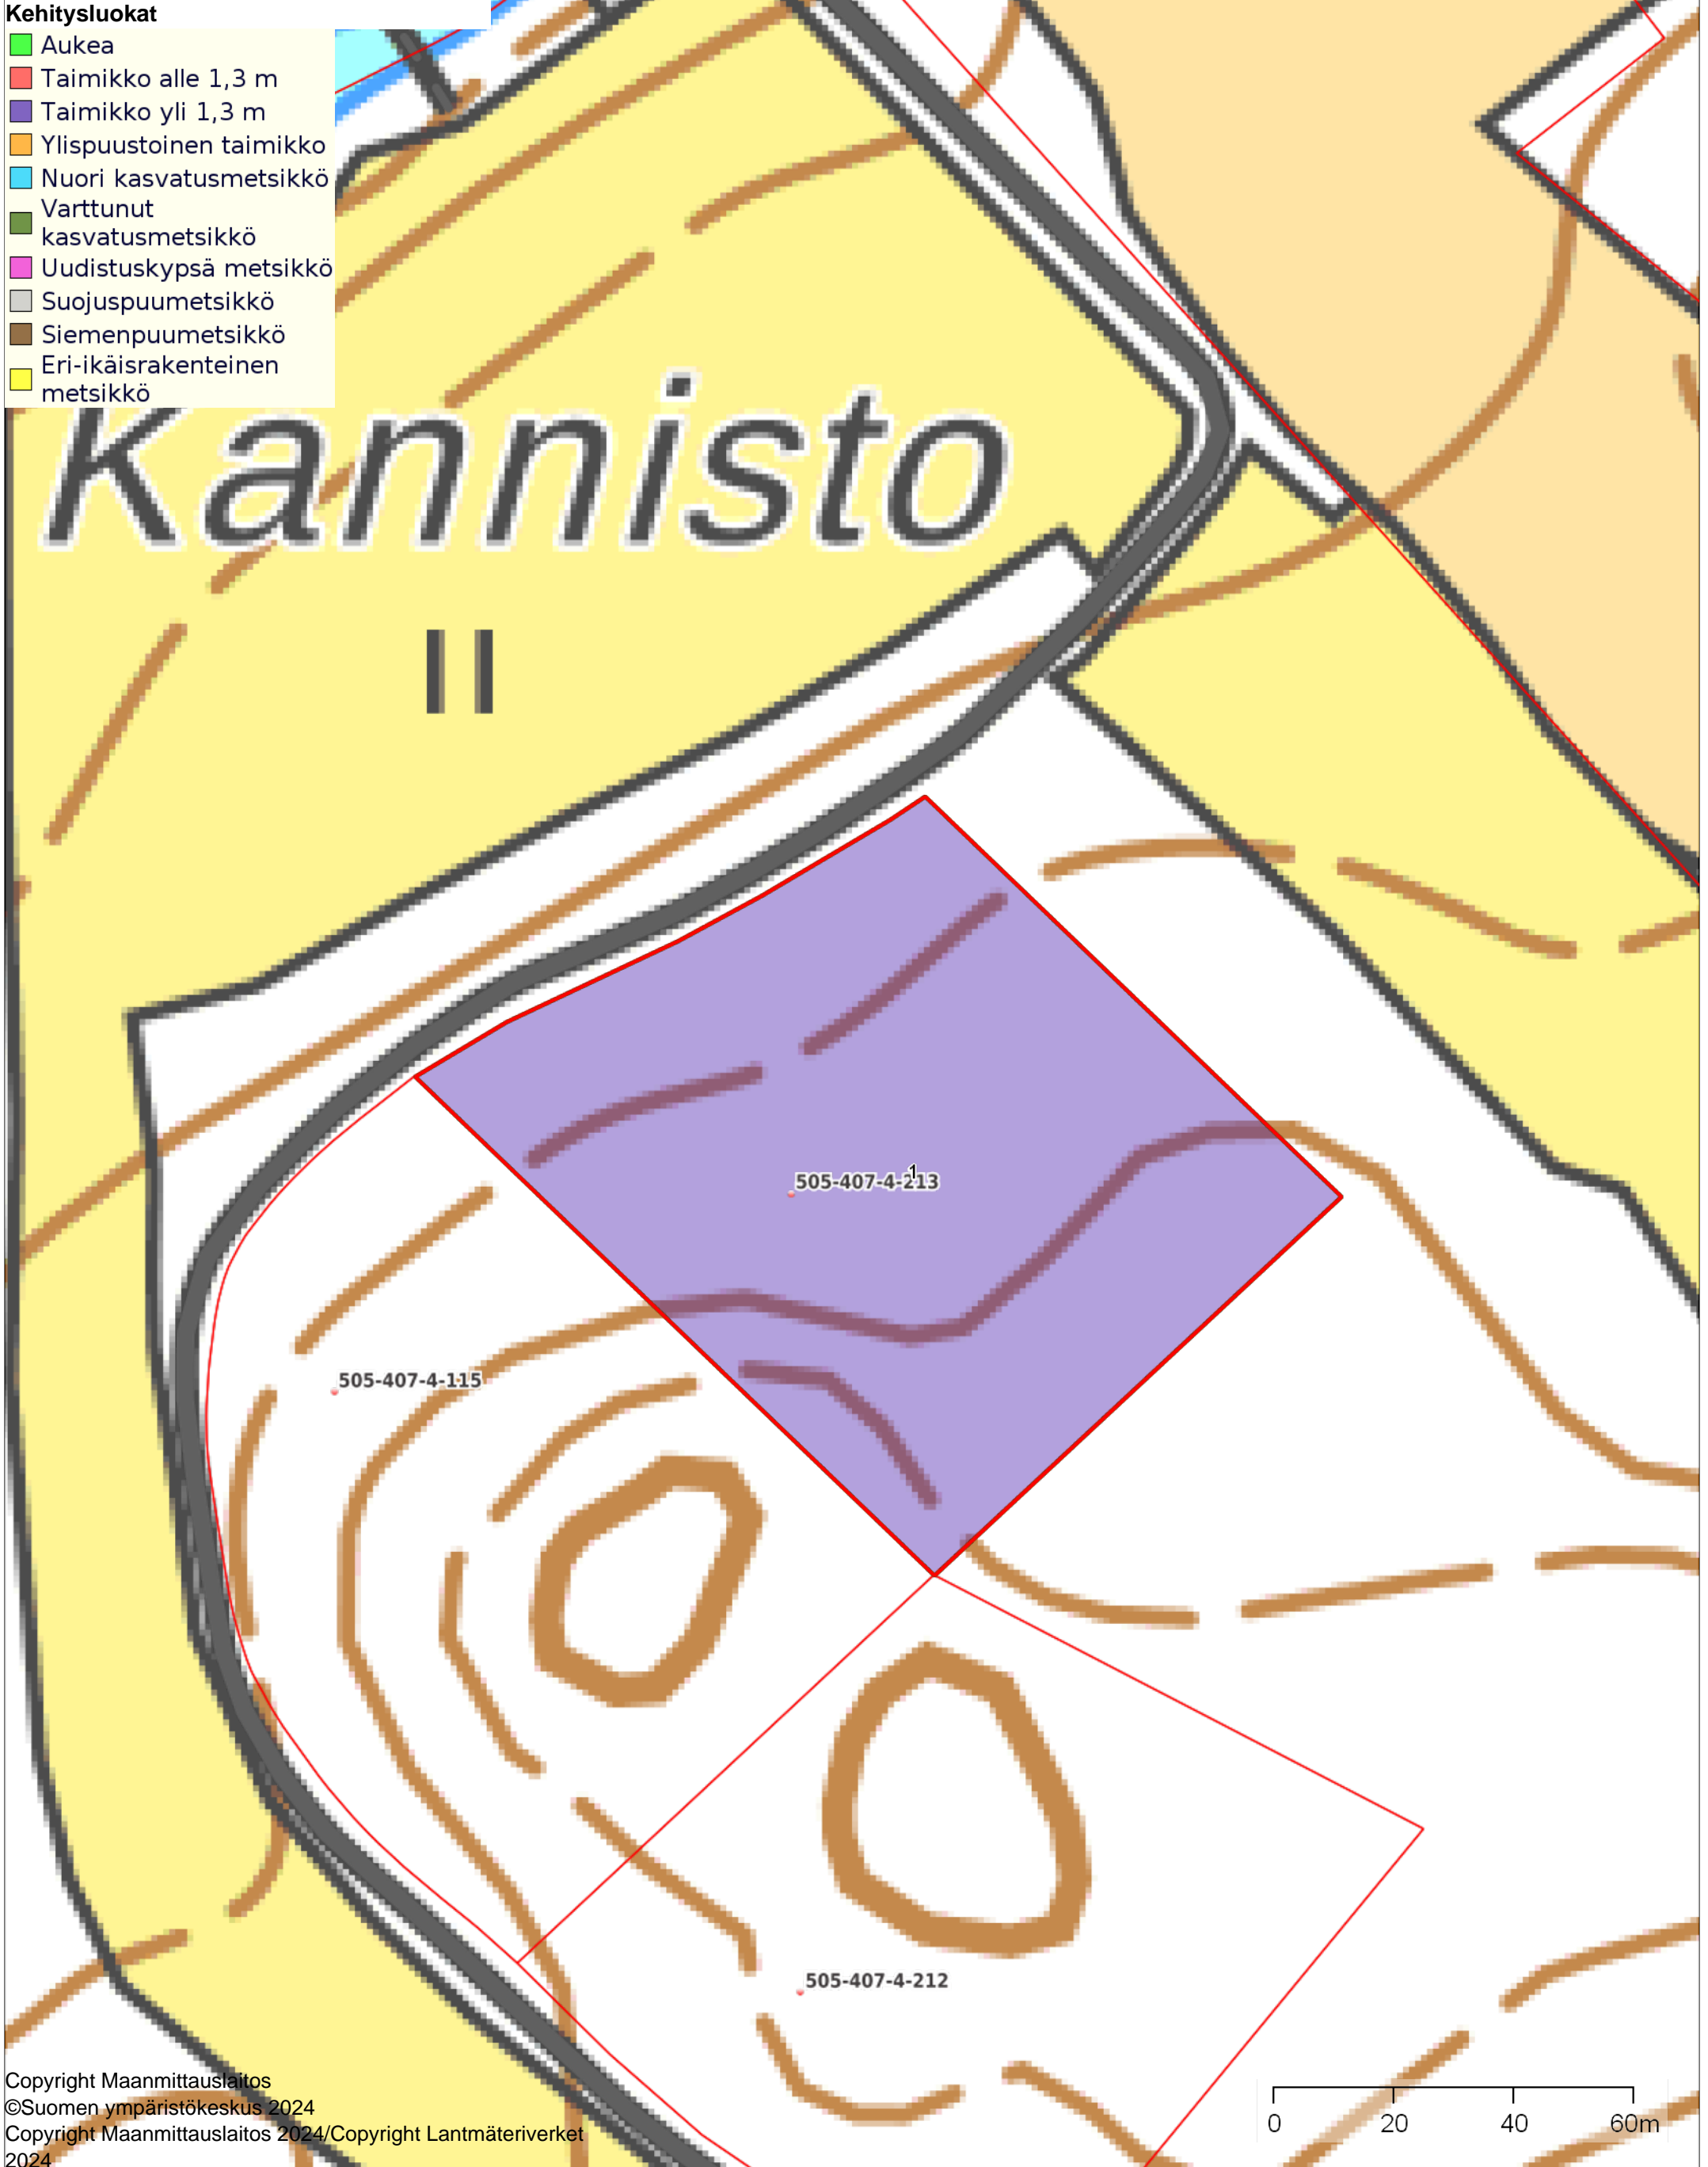 Kehitysluokat
Aukea
Taimikko alle 1,3 m
Taimikko yli 1,3 m
Ylispuustoinen taimikko
Nuori kasvatusmetsikkö
Varttunut
kasvatusmetsikkö
Uudistuskypsä metsikkö
Suojuspuumetsikkö
Siemenpuumetsikkö
Eri-ikäisrakenteinen
metsikkö
Kannisto
1
505-407-4-213
505-407-4-115
505-407-4-212
Copyright Maanmittauslaitos
©Suomen ympäristökeskus 2024
Copyright Maanmittauslaitos 2024/Copyright Lantmäteriverket
2024
0 20 40 60m